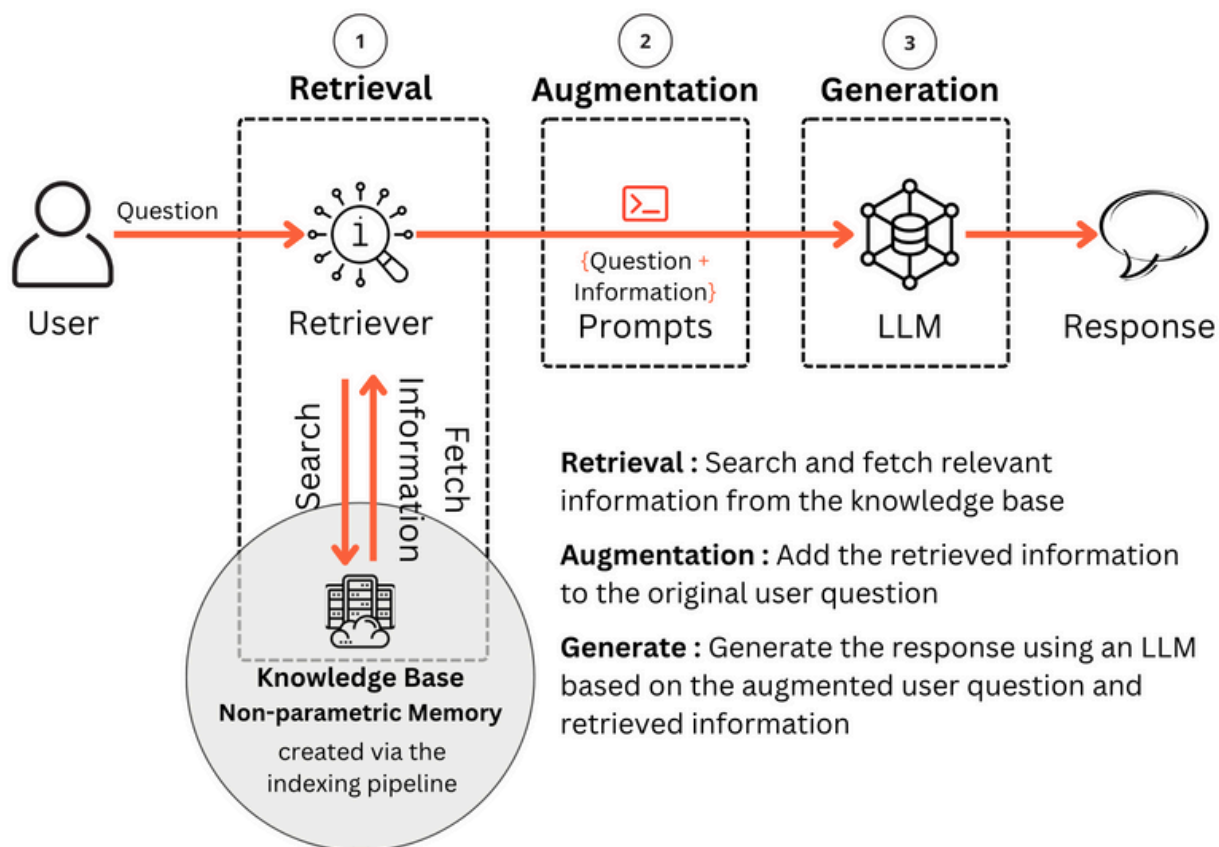 1
Retrieval
2
Augmentation
3
Generation
Question
i
>_
{Question +
Information}
User
Retriever
Prompts
LLM
Response
Search
Fetch
Information
Knowledge Base
Non-parametric Memory
created via the
indexing pipeline
Retrieval : Search and fetch relevant
information from the knowledge base
Augmentation : Add the retrieved information
to the original user question
Generate : Generate the response using an LLM
based on the augmented user question and
retrieved information